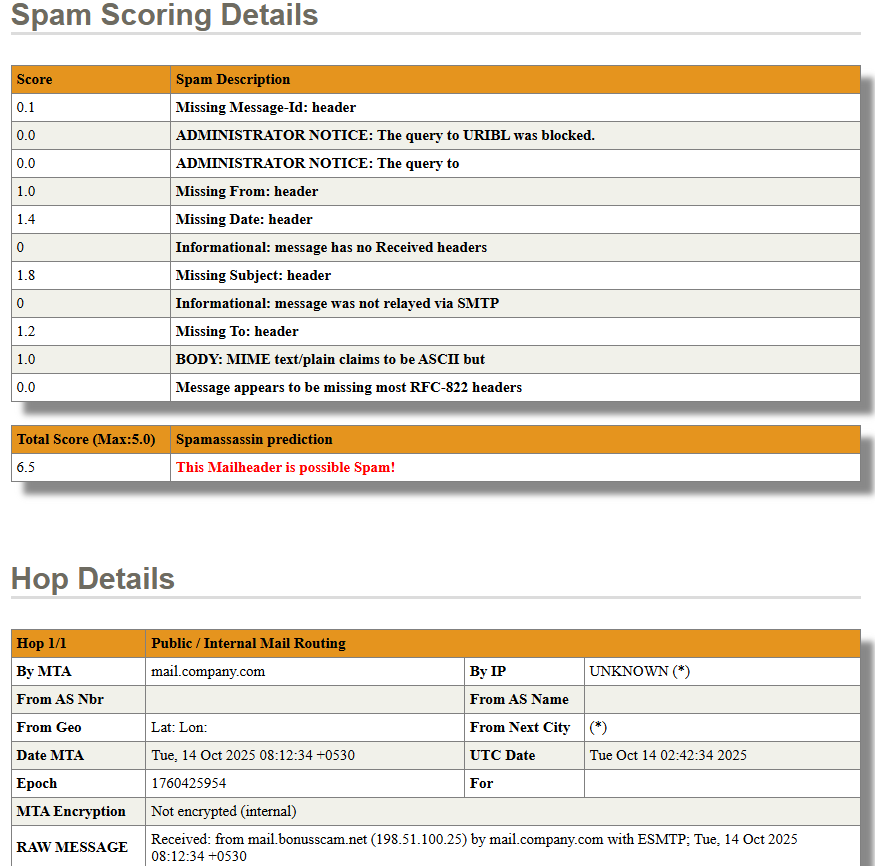 Spam Scoring Details
Score Spam Description
0.1 Missing Message-Id: header
0.0 ADMINISTRATOR NOTICE: The query to URIBL was blocked.
0.0 ADMINISTRATOR NOTICE: The query to
1.0 Missing From: header
1.4 Missing Date: header
0 Informational: message has no Received headers
1.8 Missing Subject: header
0 Informational: message was not relayed via SMTP
1.2 Missing To: header
1.0 BODY: MIME text/plain claims to be ASCII but
0.0 Message appears to be missing most RFC-822 headers
Total Score (Max:5.0) Spamassassin prediction
6.5 This Mailheader is possible Spam!
Hop Details
Hop 1/1 Public / Internal Mail Routing
By MTA mail.company.com By IP UNKNOWN (*)
From AS Nbr From AS Name
From Geo Lat: Lon: From Next City (*)
Date MTA Tue, 14 Oct 2025 08:12:34 +0530 UTC Date Tue Oct 14 02:42:34 2025
Epoch 1760425954 For
MTA Encryption Not encrypted (internal)
RAW MESSAGE Received: from mail.bonusscam.net (198.51.100.25) by mail.company.com with ESMTP; Tue, 14 Oct 2025
08:12:34 +0530